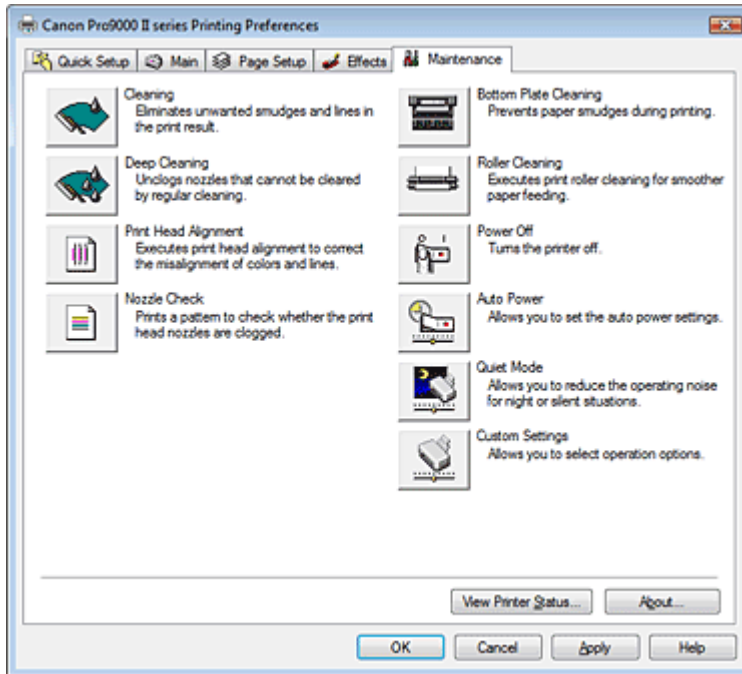 Canon Pro9000 II series Printing Preferences
Quick Setup
Main
Page Setup
Effects
Maintenance
Cleaning
Eliminates unwanted smudges and lines in
the print result.
Deep Cleaning
Unclogs nozzles that cannot be cleared
by regular cleaning.
Print Head Alignment
Executes print head alignment to correct
the misalignment of colors and lines.
Nozzle Check
Prints a pattern to check whether the print
head nozzles are clogged.
Bottom Plate Cleaning
Prevents paper smudges during printing.
Roller Cleaning
Executes print roller cleaning for smoother
paper feeding.
Power Off
Turns the printer off.
Auto Power
Allows you to set the auto power settings.
Quiet Mode
Allows you to reduce the operating noise
for night or silent situations.
Custom Settings
Allows you to select operation options.
View Printer Status...
About...
OK
Cancel
Apply
Help